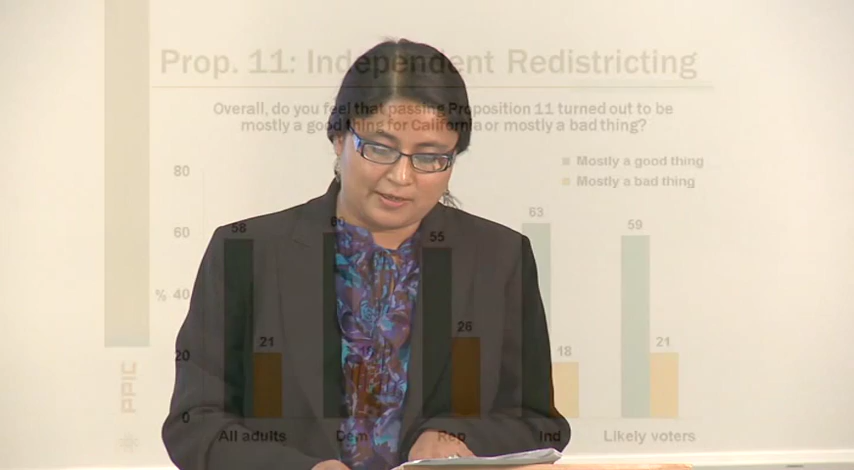 Prop. 11: Independent Redistricting
Overall, do you feel that passing Proposition 11 turned out to be
mostly a good thing for California or mostly a bad thing?
Mostly a good thing
Mostly a bad thing
80
60
% 40
20
0
58
21
60
55
26
63
18
59
21
All adults
Dem
Rep
Ind
Likely voters
PPIC